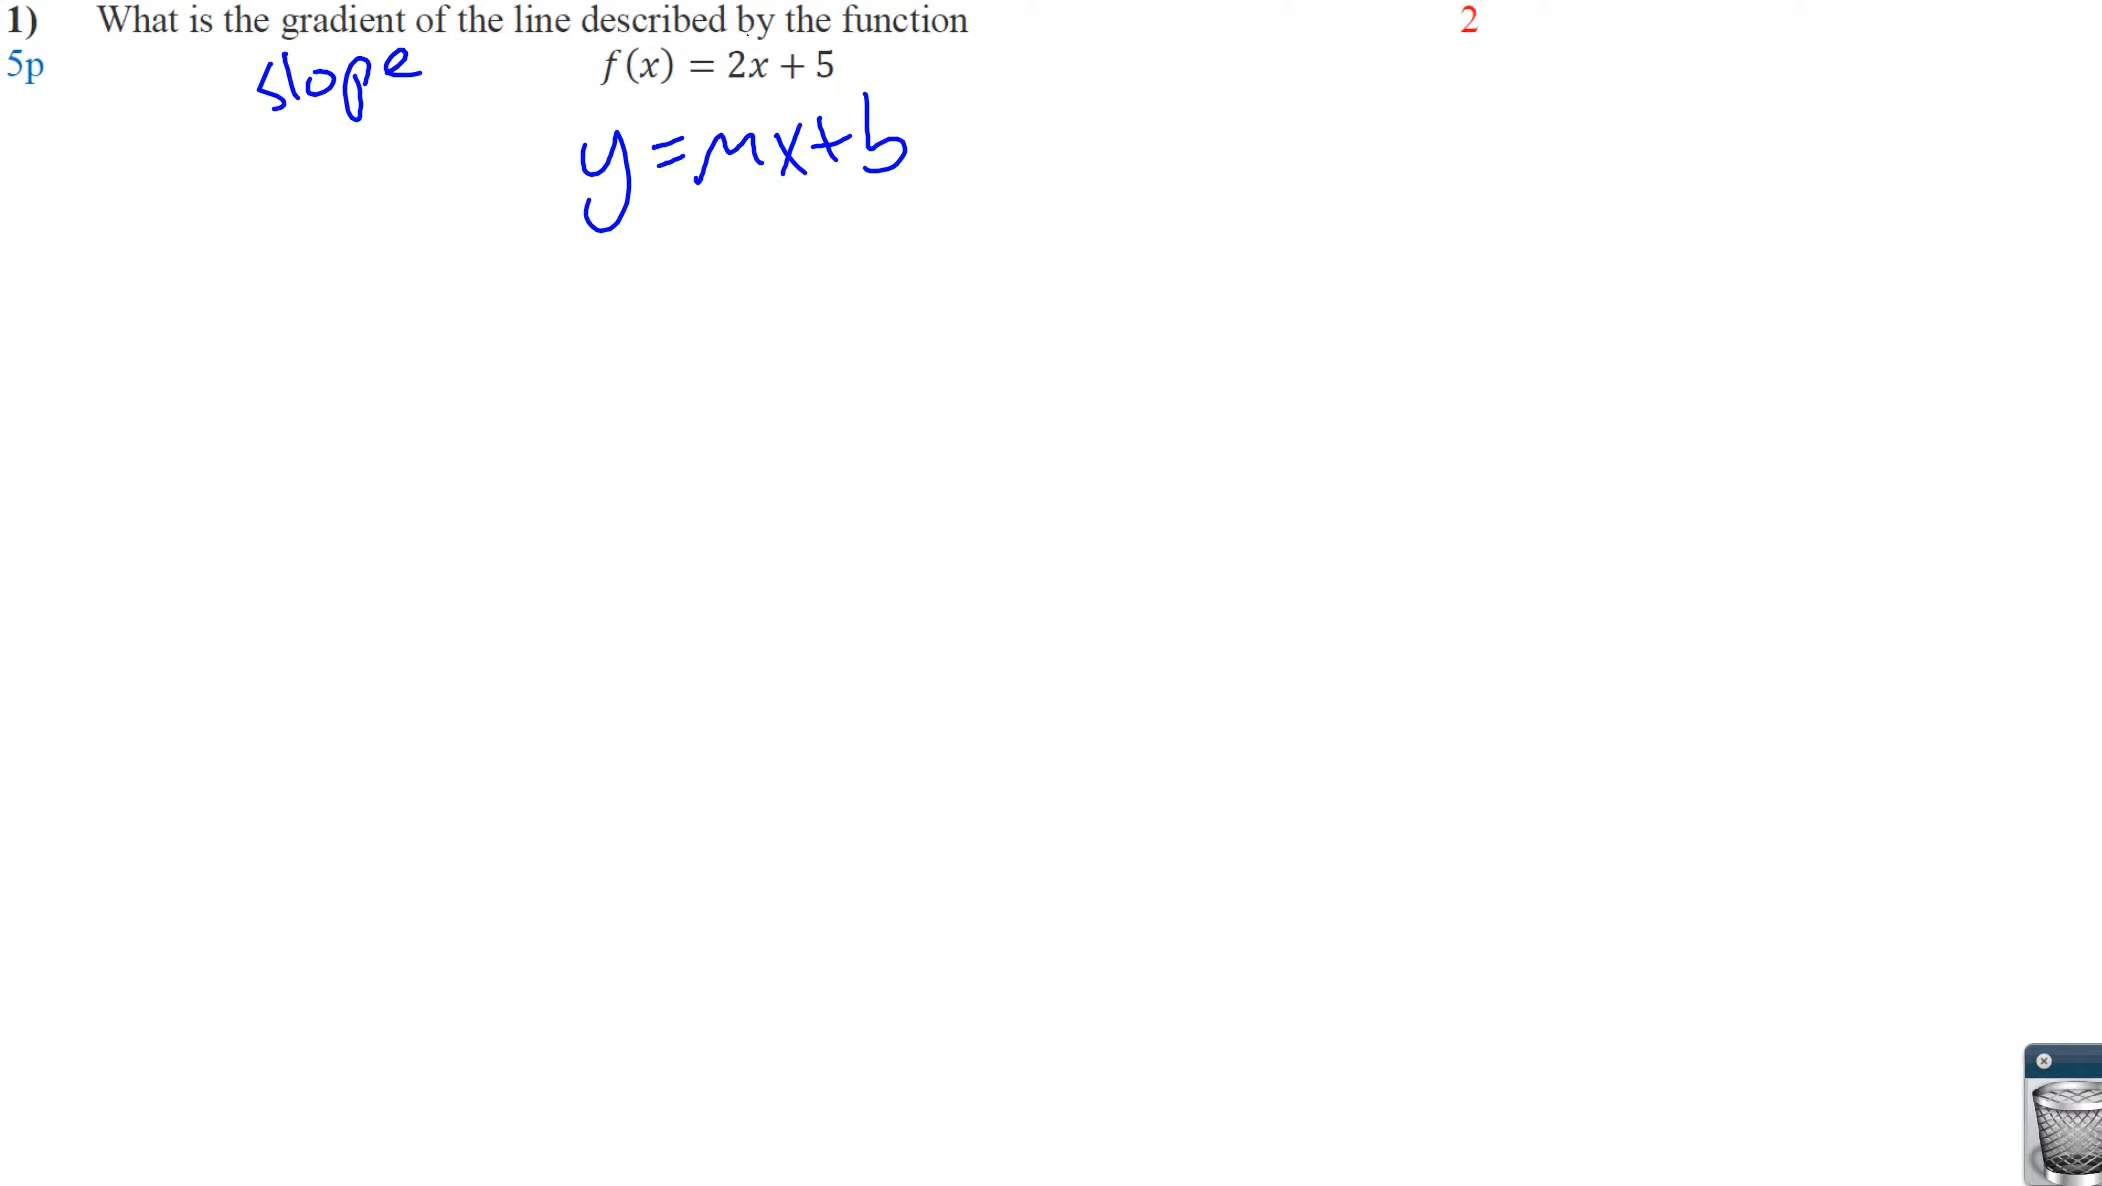 1) What is the gradient of the line described by the function 2
5p f(x) = 2x + 5
slope
y=mx+b